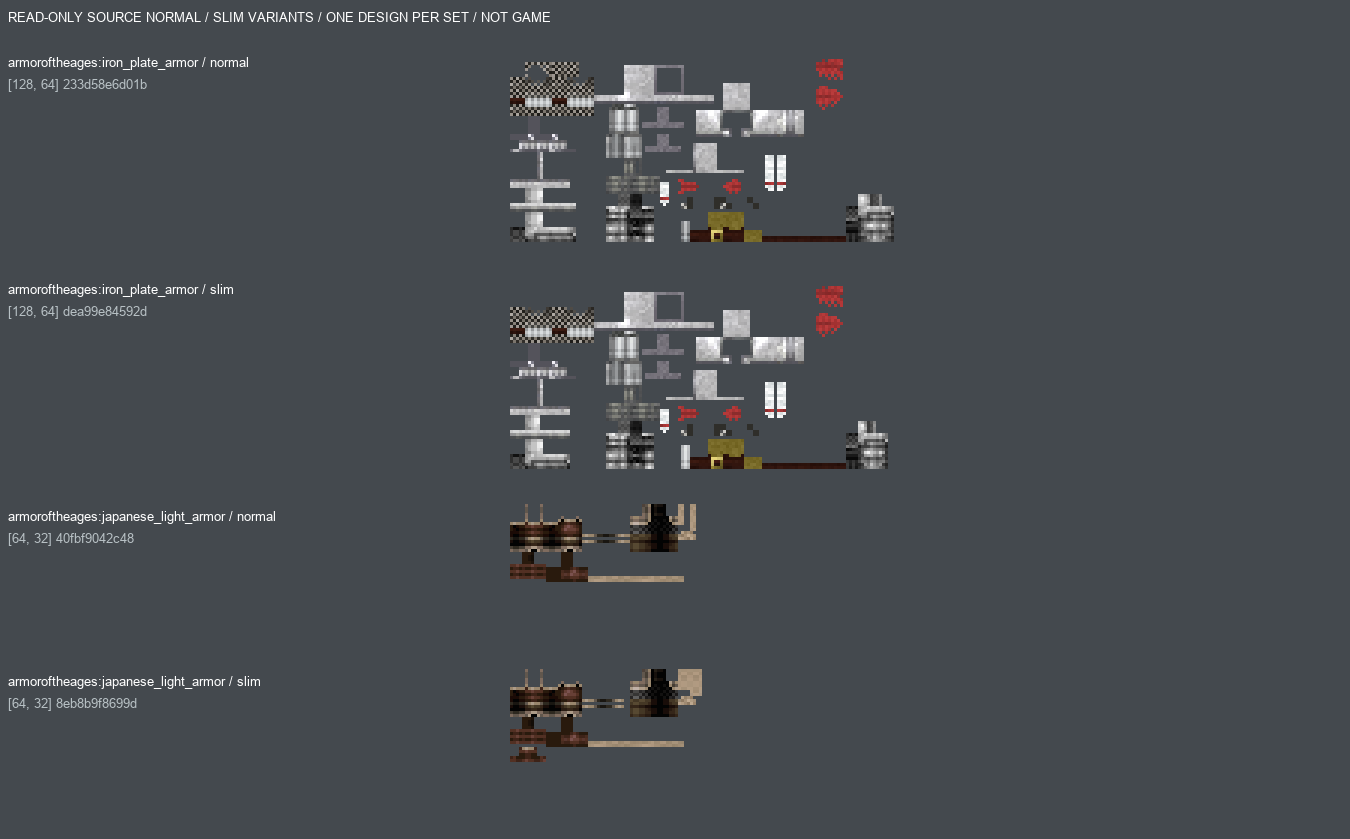 READ-ONLY SOURCE NORMAL / SLIM VARIANTS / ONE DESIGN PER SET / NOT GAME
armoroftheages:iron_plate_armor / normal
[128, 64] 233d58e6d01b
armoroftheages:iron_plate_armor / slim
[128, 64] dea99e84592d
armoroftheages:japanese_light_armor / normal
[64, 32] 40fbf9042c48
armoroftheages:japanese_light_armor / slim
[64, 32] 8eb8b9f8699d